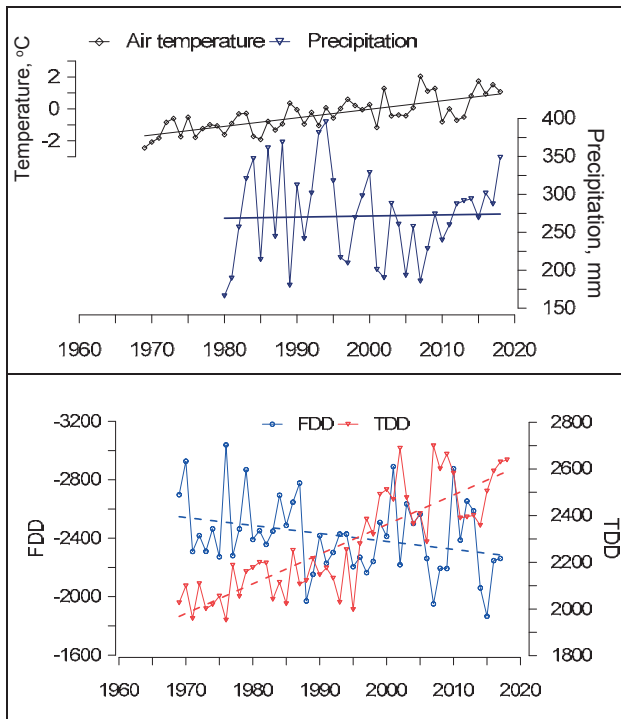 Air temperature Precipitation
Temperature, °C
2
0
-2
Precipitation, mm
400
350
300
250
200
150
1960 1970 1980 1990 2000 2010 2020
FDD TDD
FDD
-3200
-2800
-2400
-2000
-1600
TDD
2800
2600
2400
2200
2000
1800
1960 1970 1980 1990 2000 2010 2020